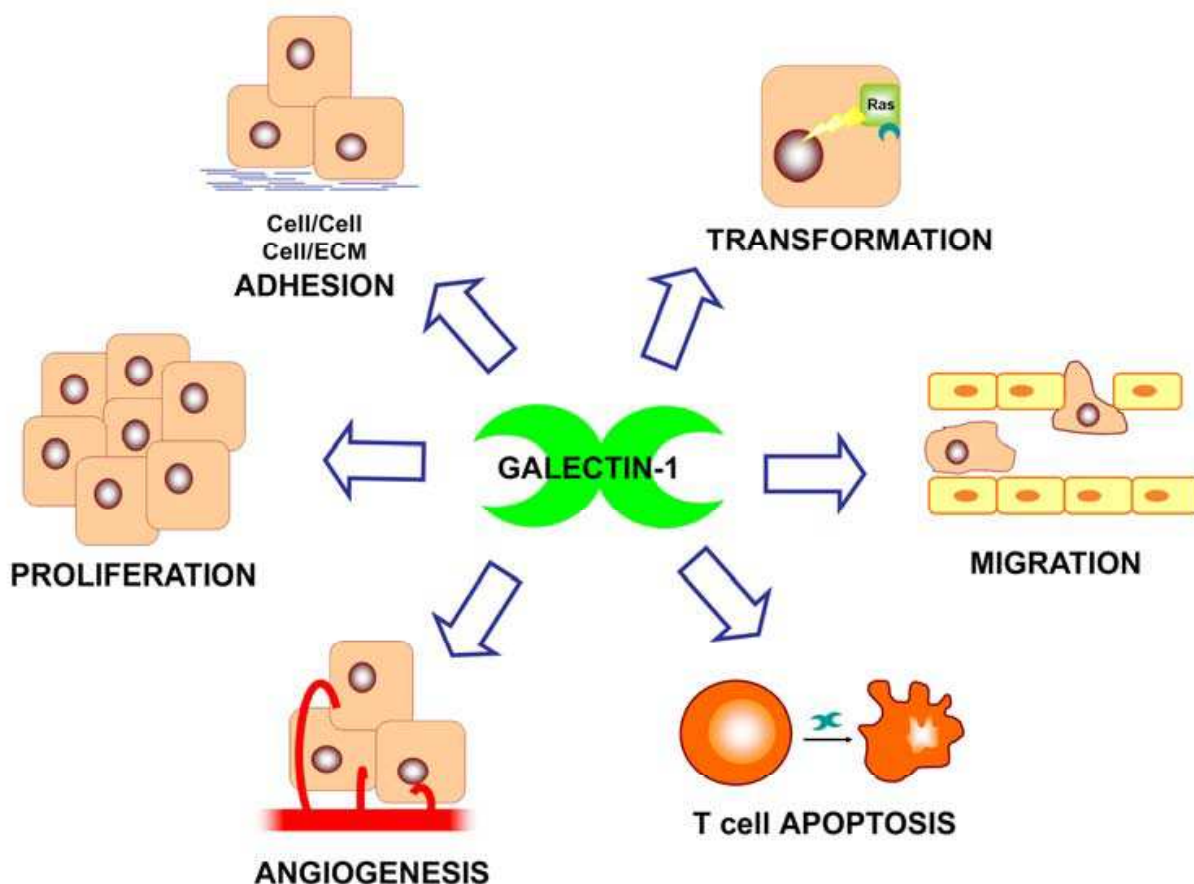 Ras
Cell/Cell
Cell/ECM
ADHESION
TRANSFORMATION
GALECTIN-1
PROLIFERATION
MIGRATION
T cell APOPTOSIS
ANGIOGENESIS